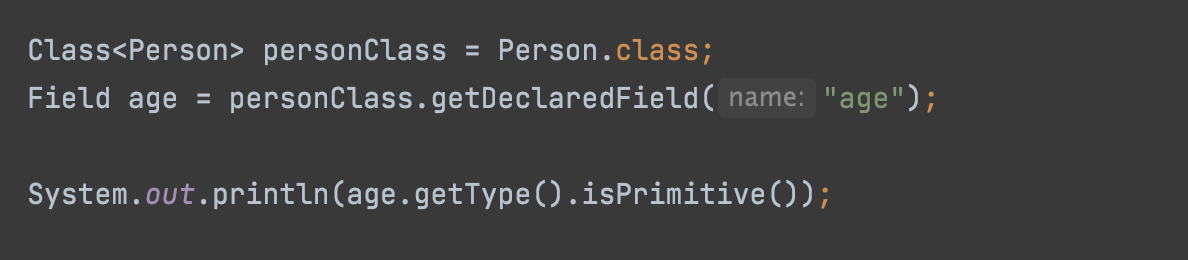 Class<Person> personClass = Person.class;
Field age = personClass.getDeclaredField( name: "age");
System.out.println(age.getType().isPrimitive());